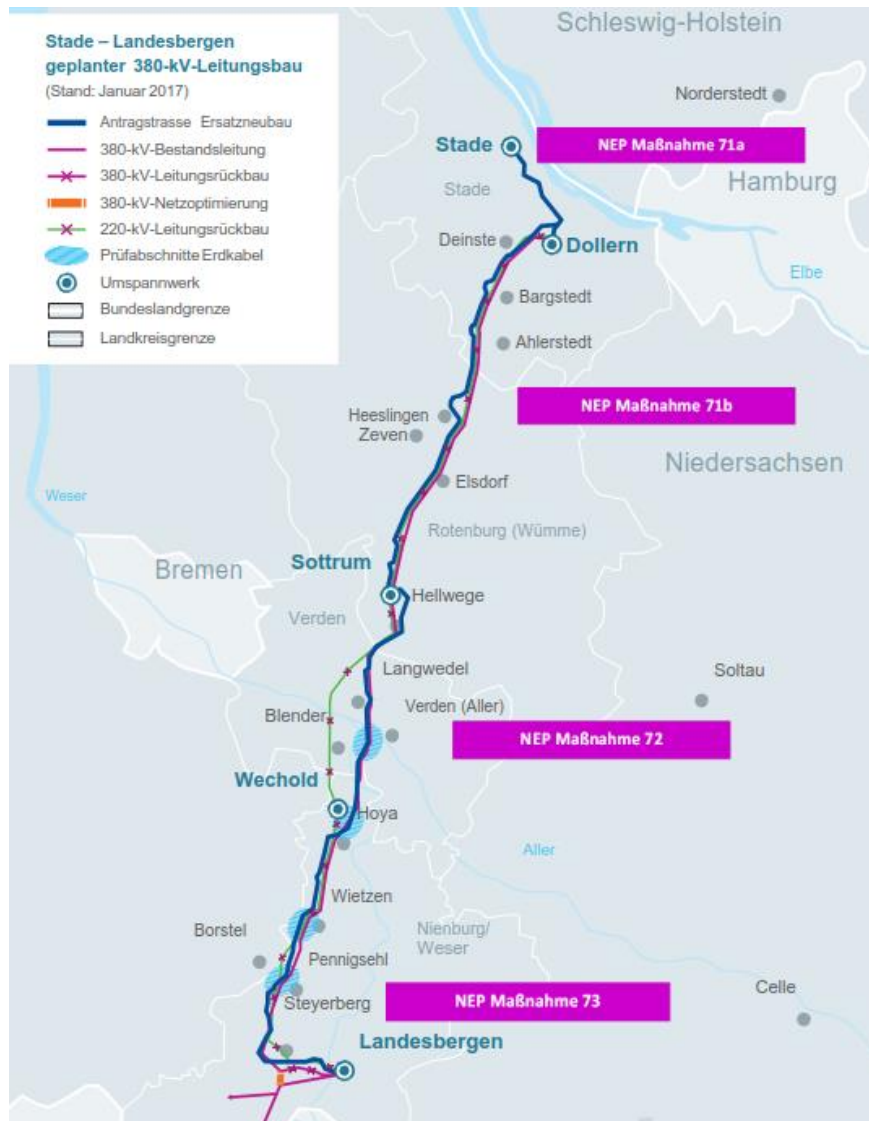 Stade – Landesbergen
geplanter 380-kV-Leitungsbau
(Stand: Januar 2017)
Antragstrasse Ersatzneubau
380-kV-Bestandsleitung
380-kV-Leitungsrückbau
380-kV-Netzoptimierung
220-kV-Leitungsrückbau
Prüfabschnitte Erdkabel
Umspannwerk
Bundeslandgrenze
Landkreisgrenze
Schleswig-Holstein
Norderstedt
Stade
NEP Maßnahme 71a
Stade
Hamburg
Deinste
Dollern
Elbe
Bargstedt
Ahlerstedt
NEP Maßnahme 71b
Heeslingen
Zeven
Niedersachsen
Elsdorf
Weser
Rotenburg (Wümme)
Sottrum
Bremen
Hellwege
Verden
Langwedel
Soltau
Blender
Verden (Aller)
NEP Maßnahme 72
Wechold
Hoya
Aller
Wietzen
Borstel
Nienburg/
Weser
Pennigsehl
Celle
Steyerberg
NEP Maßnahme 73
Landesbergen